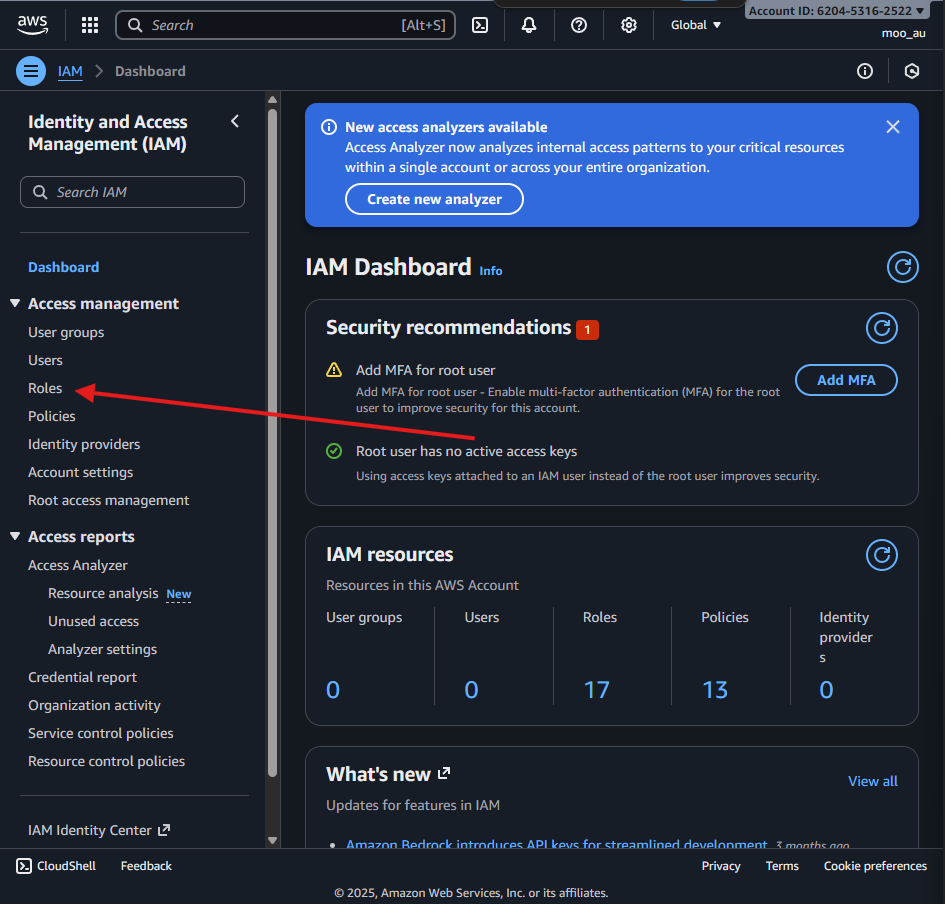 aws
Search [Alt+S]
Global
Account ID: 6204-5316-2522
moo_au
IAM
Dashboard
Identity and Access
Management (IAM)
Search IAM
Dashboard
Access management
User groups
Users
Roles
Policies
Identity providers
Account settings
Root access management
Access reports
Access Analyzer
Resource analysis New
Unused access
Analyzer settings
Credential report
Organization activity
Service control policies
Resource control policies
IAM Identity Center
New access analyzers available
Access Analyzer now analyzes internal access patterns to your critical resources
within a single account or across your entire organization.
Create new analyzer
IAM Dashboard Info
Security recommendations 1
Add MFA for root user
Add MFA for root user - Enable multi-factor authentication (MFA) for the root
user to improve security for this account.
Add MFA
Root user has no active access keys
Using access keys attached to an IAM user instead of the root user improves security.
IAM resources
Resources in this AWS Account
User groups
0
Users
0
Roles
17
Policies
13
Identity
provider
s
0
What's new
View all
Updates for features in IAM
Amazon Bedrock introduces API keys for streamlined development 3 months ago
CloudShell
Feedback
Privacy
Terms
Cookie preferences
© 2025, Amazon Web Services, Inc. or its affiliates.